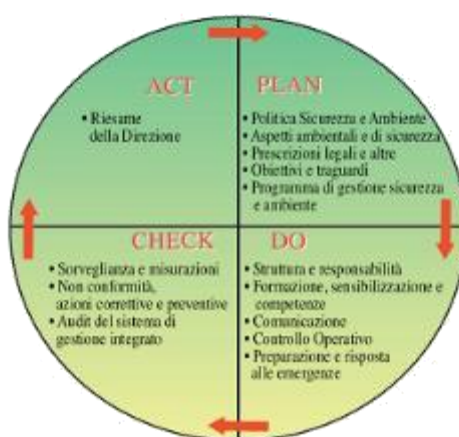 ACT
• Riesame
della Direzione
PLAN
• Politica Sicurezza e Ambiente
• Aspetti ambientali e di sicurezza
• Prescrizioni legali e altre
• Obiettivi e traguardi
• Programma di gestione sicurezza
e ambiente
CHECK
• Sorveglianza e misurazioni
• Non conformità,
azioni correttive e preventive
• Audit del sistema di
gestione integrato
DO
• Struttura e responsabilità
• Formazione, sensibilizzazione e
competenze
• Comunicazione
• Controllo Operativo
• Preparazione e risposta
alle emergenze